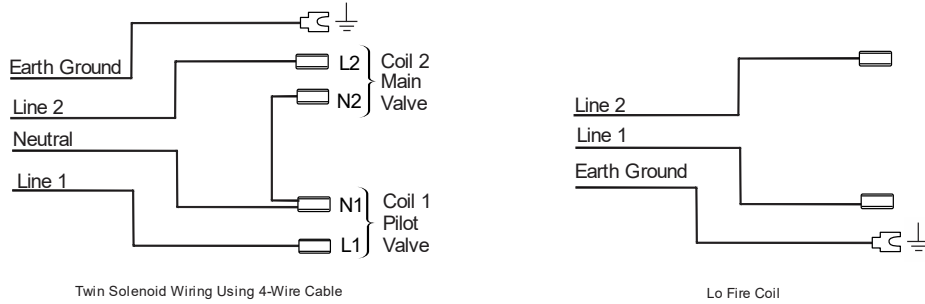 Earth Ground
Line 2
Neutral
Line 1
L2
N2
Coil 2
Main
Valve
N1
L1
Coil 1
Pilot
Valve
Twin Solenoid Wiring Using 4-Wire Cable
Line 2
Line 1
Earth Ground
Lo Fire Coil